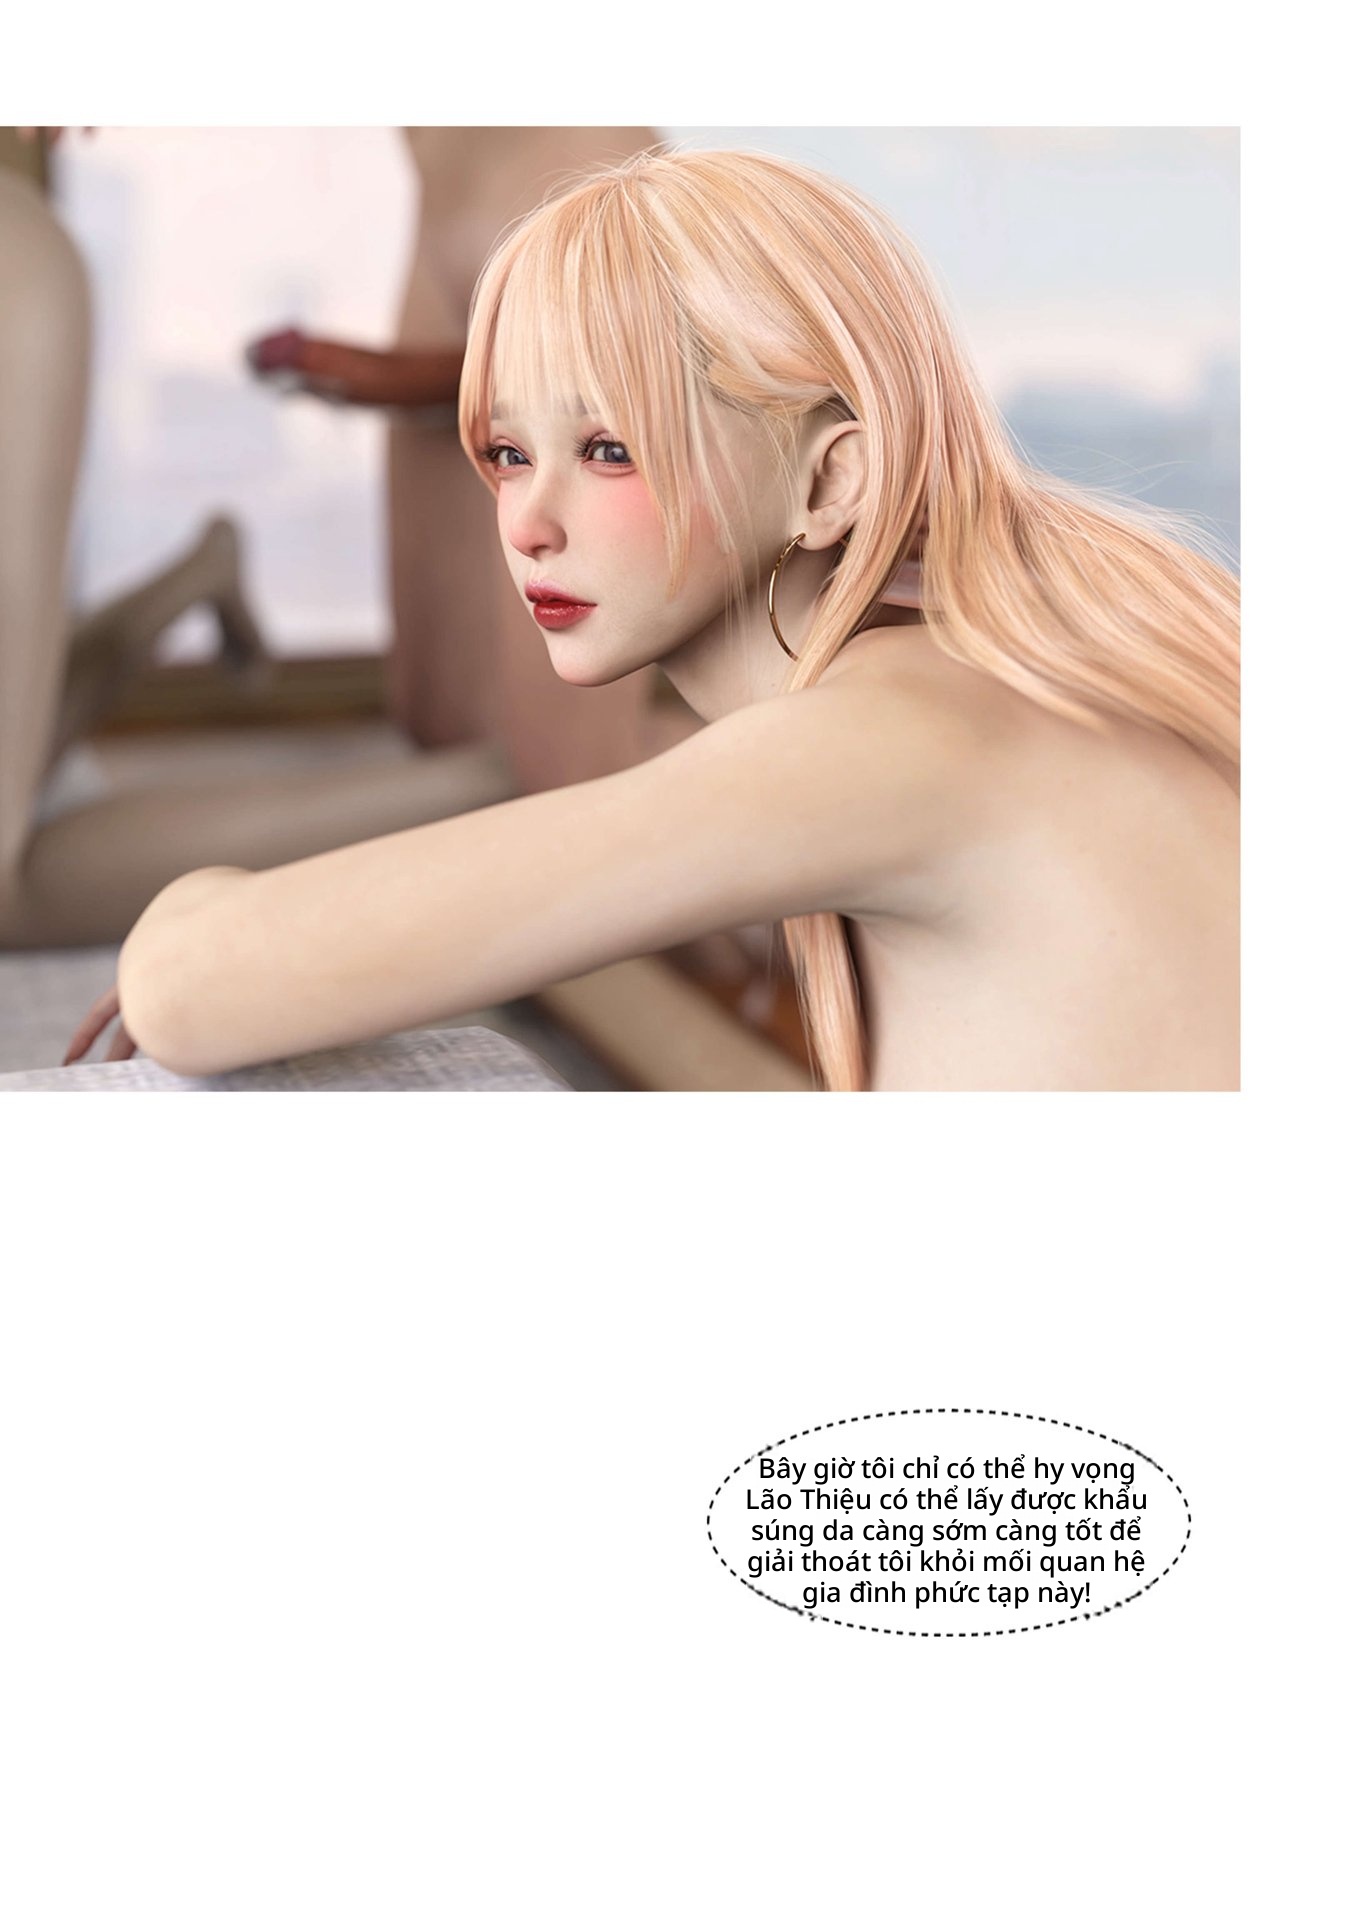 Bây giờ tôi chỉ có thể hy vọng
Lão Thiệu có thể lấy được khẩu
súng da càng sớm càng tốt để
giải thoát tôi khỏi mối quan hệ
gia đình phức tạp này!